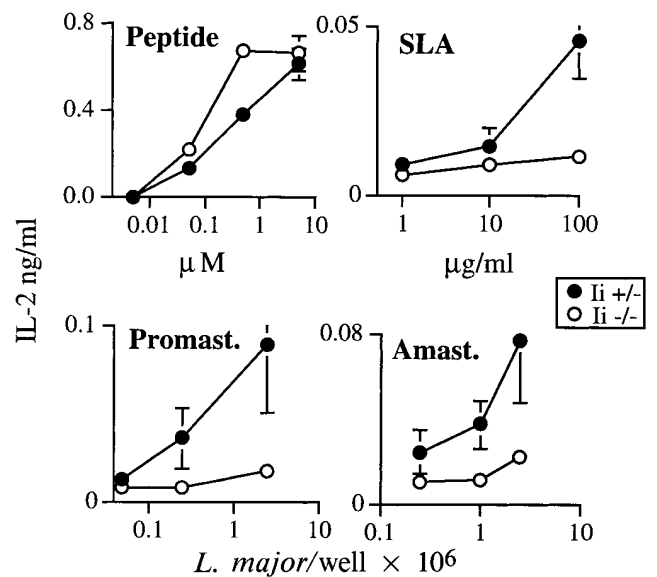 0.8
Peptide
0.4
0.0
0.01 0.1 1 10
μ M
0.05
SLA
0
1 10 100
μg/ml
IL-2 ng/ml
Ii +/-
Ii -/-
0.1
Promast.
0
0.1 1 10
0.08
Amast.
0
0.1 1 10
L. major/well × 10⁶